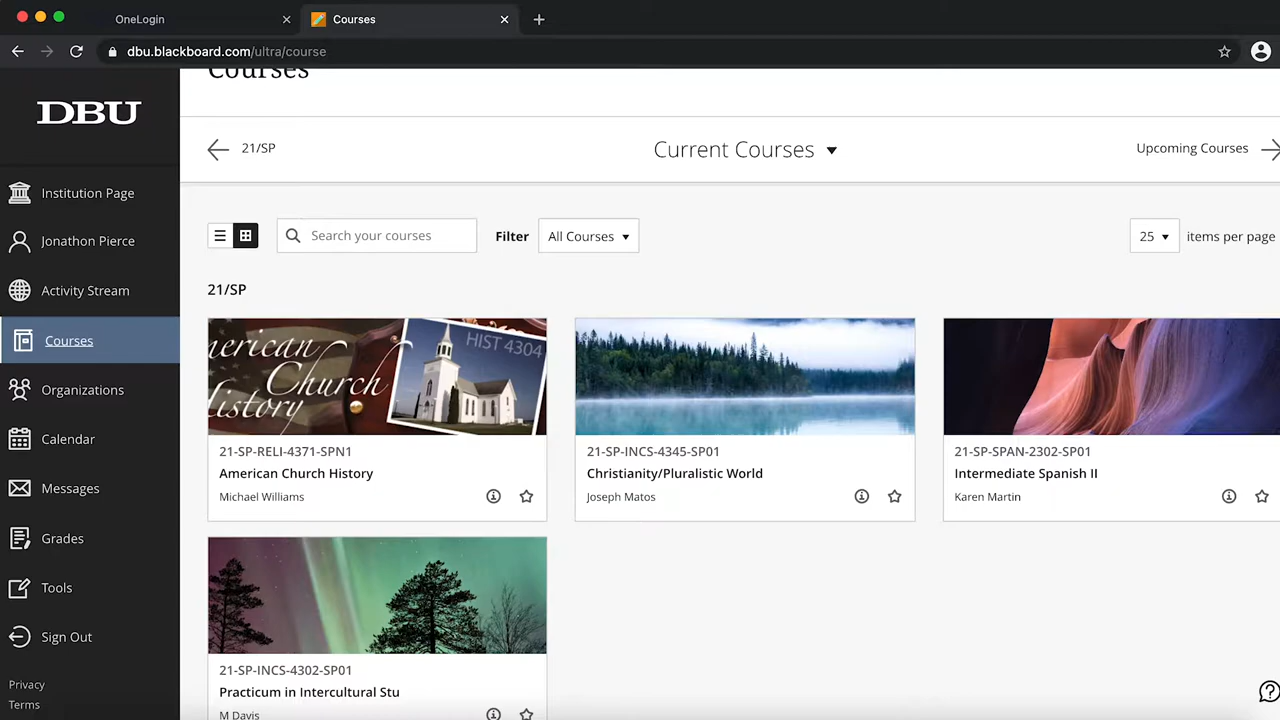 OneLogin
Courses
dbu.blackboard.com/ultra/course
DBU
Institution Page
Jonathon Pierce
Activity Stream
Courses
Organizations
Calendar
Messages
Grades
Tools
Sign Out
Privacy
Terms
Courses
21/SP
Current Courses
Upcoming Courses
Search your courses
Filter
All Courses
25
items per page
21/SP
merican
Church
History
HIST 4304
21-SP-RELI-4371-SPN1
American Church History
Michael Williams
21-SP-INCS-4345-SP01
Christianity/Pluralistic World
Joseph Matos
21-SP-SPAN-2302-SP01
Intermediate Spanish II
Karen Martin
21-SP-INCS-4302-SP01
Practicum in Intercultural Stu
M Davis